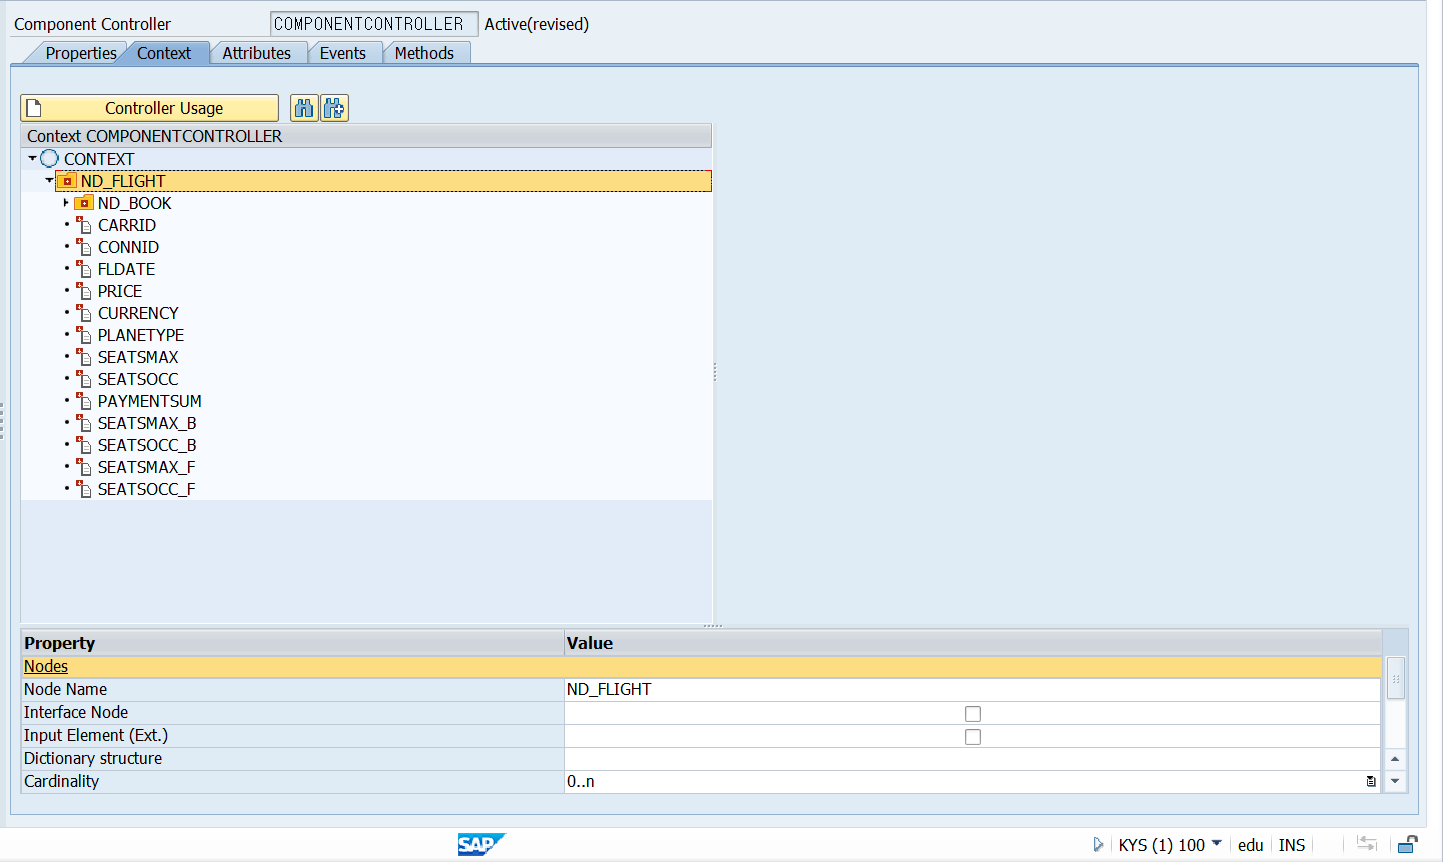 Component Controller COMPONENTCONTROLLER Active(revised)
Properties Context Attributes Events Methods
Controller Usage
Context COMPONENTCONTROLLER
CONTEXT
ND_FLIGHT
ND_BOOK
CARRID
CONNID
FLDATE
PRICE
CURRENCY
PLANETYPE
SEATSMAX
SEATSOCC
PAYMENTSUM
SEATSMAX_B
SEATSOCC_B
SEATSMAX_F
SEATSOCC_F
Property Value
Nodes
Node Name ND_FLIGHT
Interface Node
Input Element (Ext.)
Dictionary structure
Cardinality 0..n
SAP KYS (1) 100 edu INS